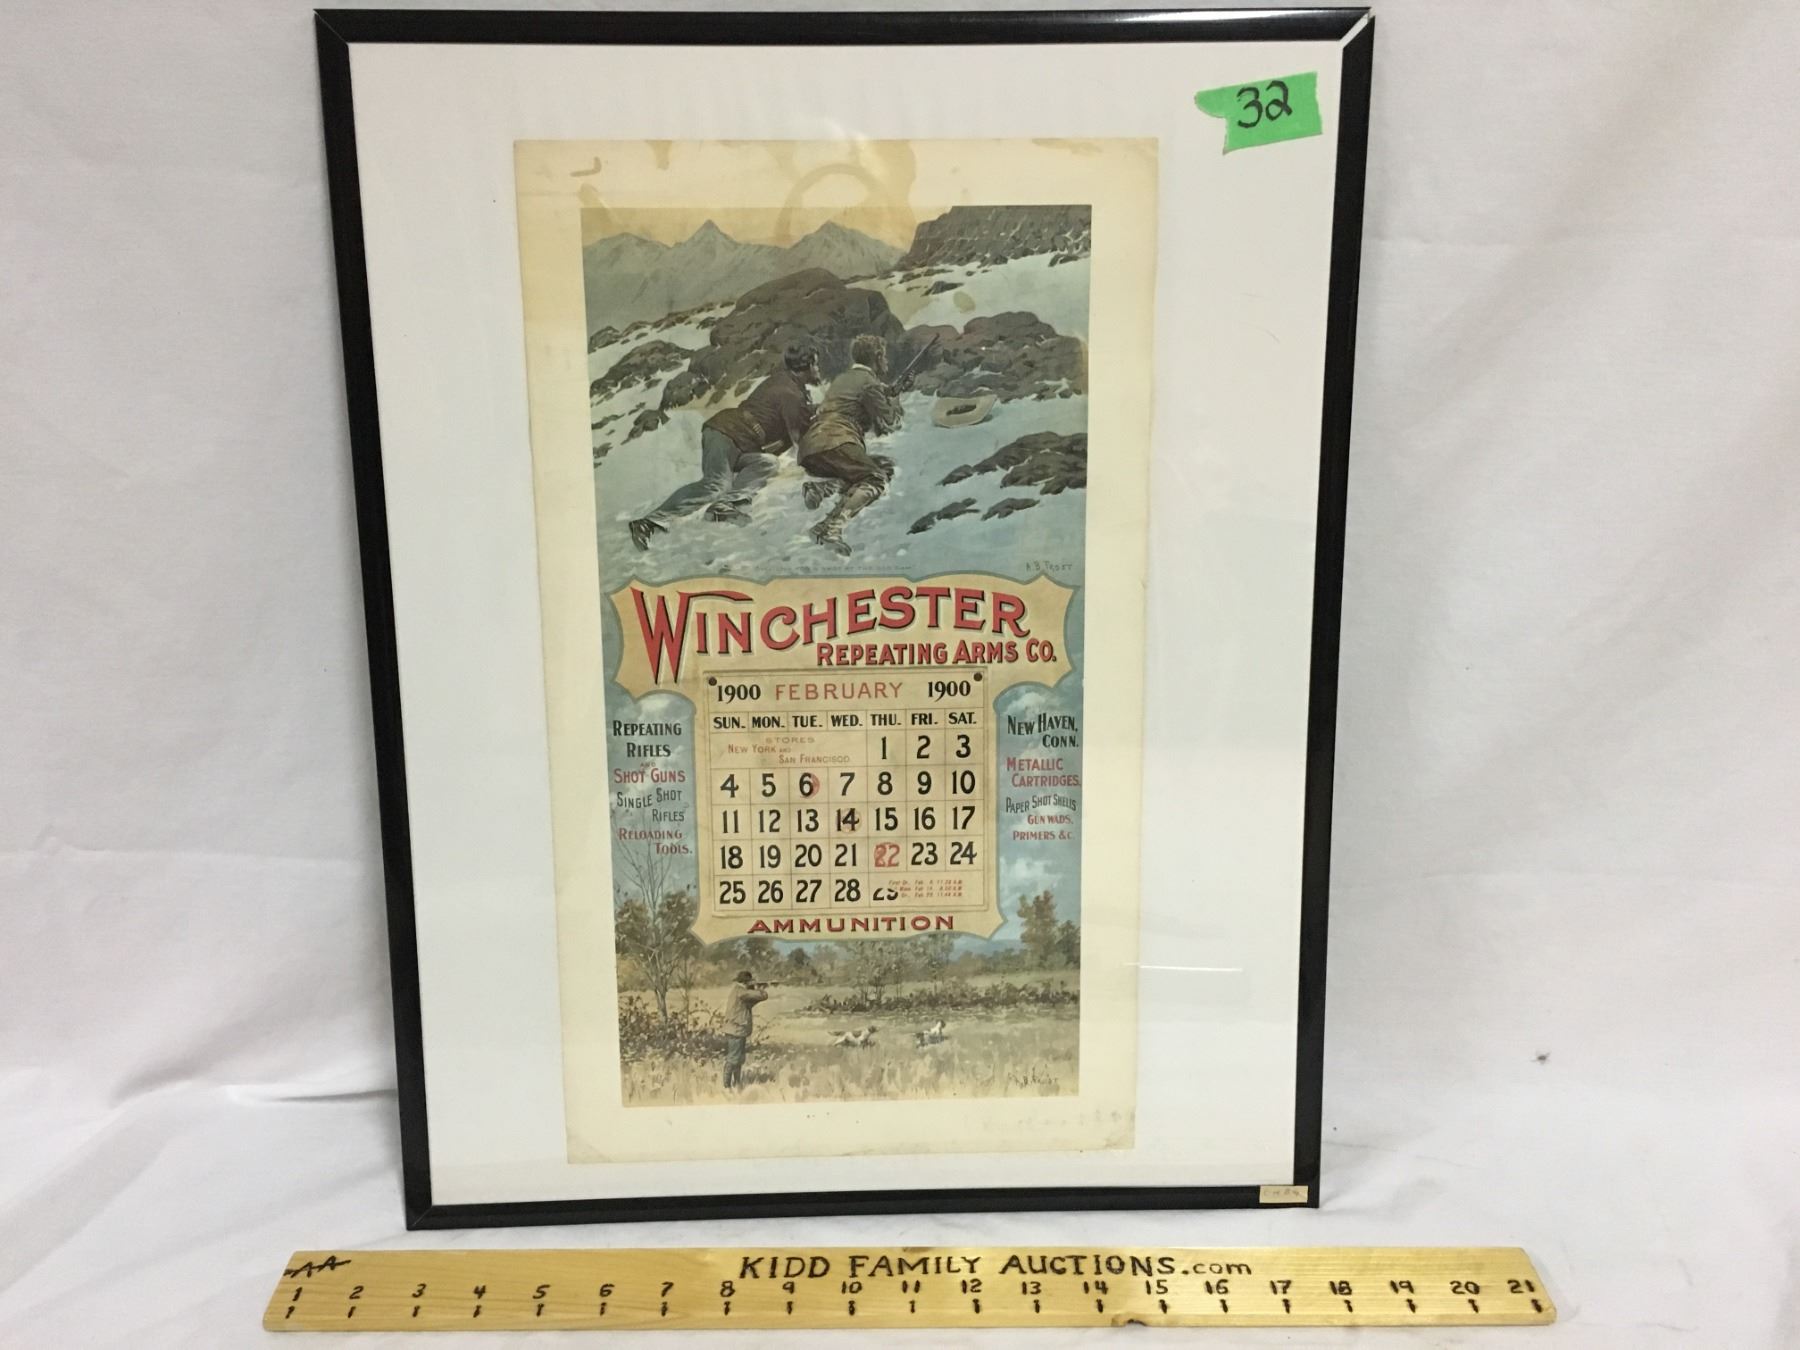 32
A.B. FROST
WINCHESTER
REPEATING ARMS CO.
1900 FEBRUARY 1900
SUN. MON. TUE. WED. THU. FRI. SAT.
STORES
NEW YORK AND
SAN FRANCISCO
1 2 3
4 5 6 7 8 9 10
11 12 13 14 15 16 17
18 19 20 21 22 23 24
25 26 27 28
REPEATING
RIFLES
AND
SHOT GUNS
SINGLE SHOT
RIFLES
RELOADING
TOOLS.
NEW HAVEN,
CONN.
METALLIC
CARTRIDGES,
PAPER SHOT SHELLS
GUN WADS,
PRIMERS &C.
AMMUNITION
A.B. FROST
AA
KIDD FAMILY AUCTIONS.com
1 2 3 4 5 6 7 8 9 10 11 12 13 14 15 16 17 18 19 20 21